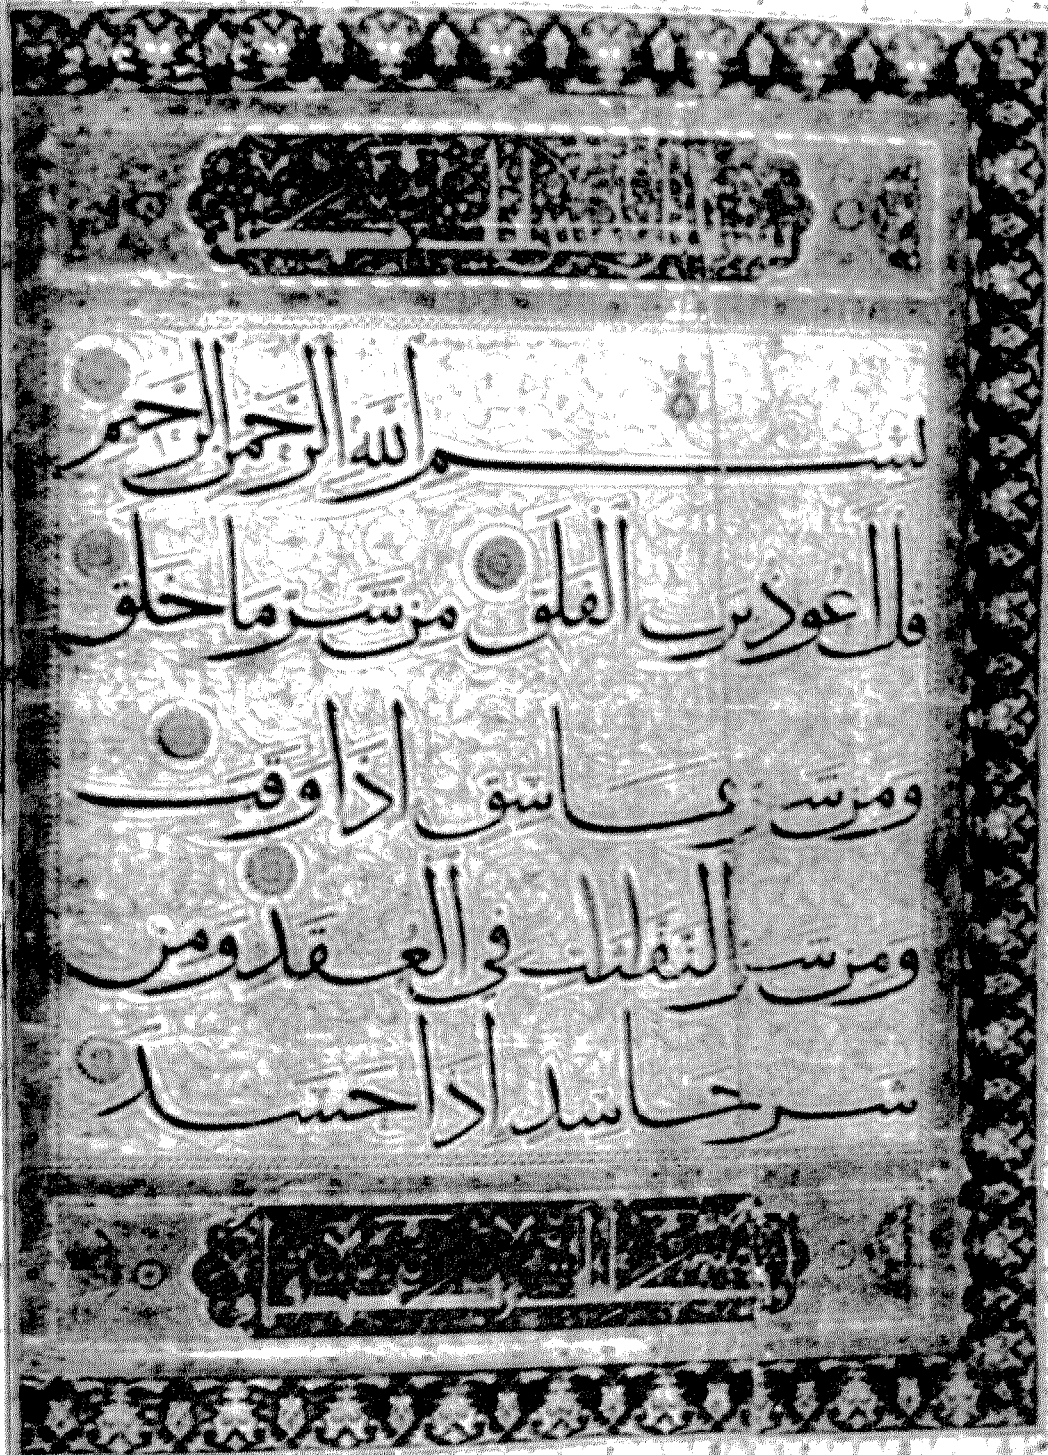 بسم الله الرحمن الرحيم
قل اعوذ برب الفلق من شر ما خلق
ومن شر غاسق اذا وقب
ومن شر النفثت فى العقد ومن
شر حاسد اذا حسد